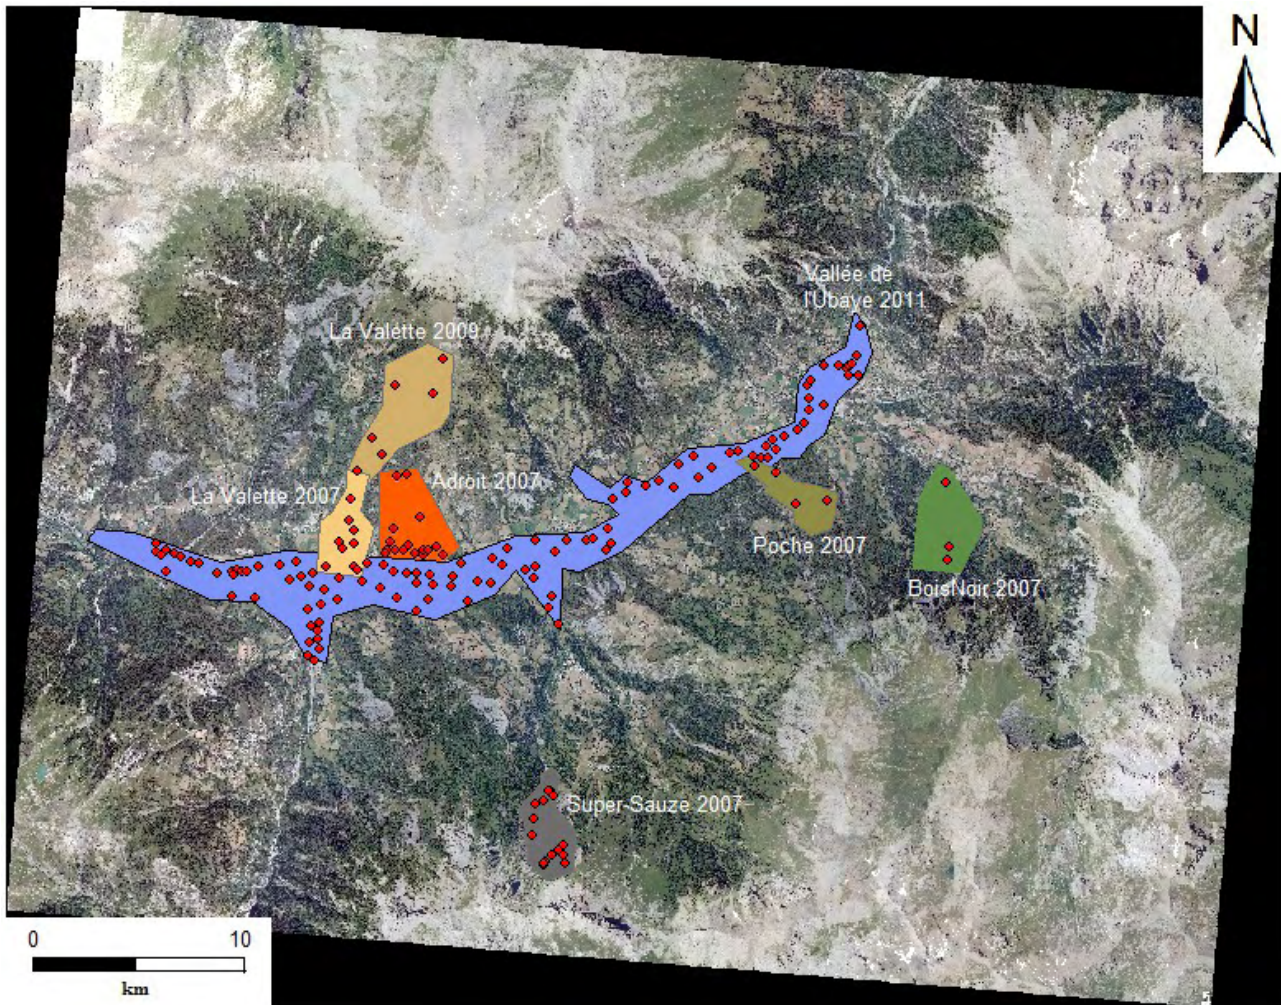 N
Vallée de
l'Ubaye 2011
La Valette 2009
La Valette 2007
Adroit 2007
Poche 2007
BoisNoir 2007
Super-Sauze 2007
0 10
km